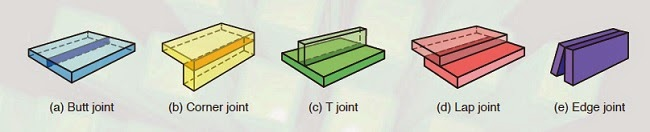 (a) Butt joint
(b) Corner joint
(c) T joint
(d) Lap joint
(e) Edge joint